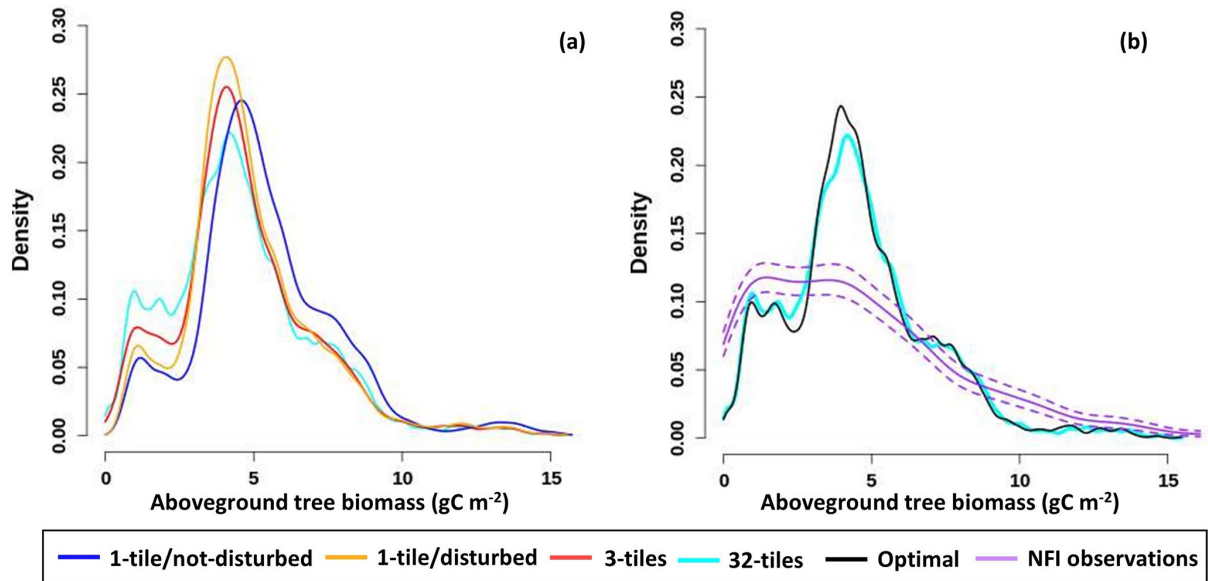 (a)
0.30
0.25
0.20
0.15
0.10
0.05
0.00
Density
0 5 10 15
Aboveground tree biomass (gC m⁻²)
(b)
0.30
0.25
0.20
0.15
0.10
0.05
0.00
Density
0 5 10 15
Aboveground tree biomass (gC m⁻²)
1-tile/not-disturbed 1-tile/disturbed 3-tiles 32-tiles Optimal NFI observations